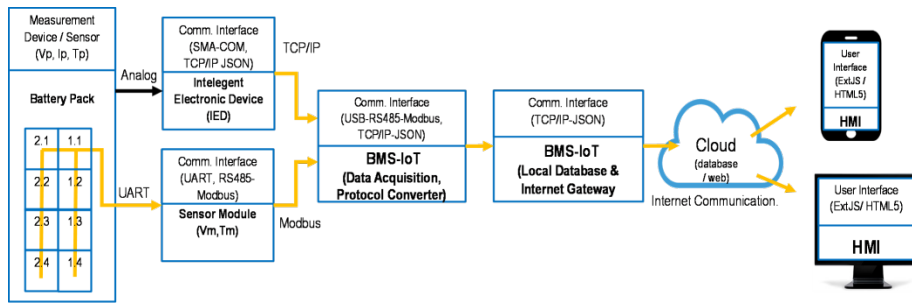 Measurement
Device / Sensor
(Vp, Ip, Tp)
Battery Pack
2.1 1.1
2.2 1.2
2.3 1.3
2.4 1.4
Analog
UART
Comm. Interface
(SMA-COM,
TCP/IP JSON)
Intelegent
Electronic Device
(IED)
TCP/IP
Comm. Interface
(UART, RS485-
Modbus)
Sensor Module
(Vm,Tm)
Modbus
Comm. Interface
(USB-RS485-Modbus,
TCP/IP-JSON)
BMS-IoT
(Data Acquisition,
Protocol Converter)
Comm. Interface
(TCP/IP-JSON)
BMS-IoT
(Local Database &
Internet Gateway)
Cloud
(database
/ web)
Internet Communication.
User
Interface
(ExtJS /
HTML5)
HMI
User Interface
(ExtJS/ HTML5)
HMI